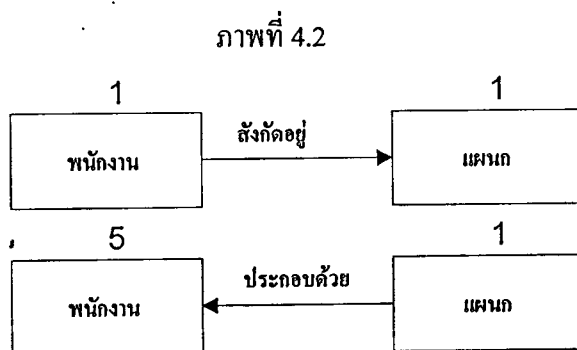 ภาพที่ 4.2
1 1
พนักงาน สังกัดอยู่ แผนก
5 1
พนักงาน ประกอบด้วย แผนก